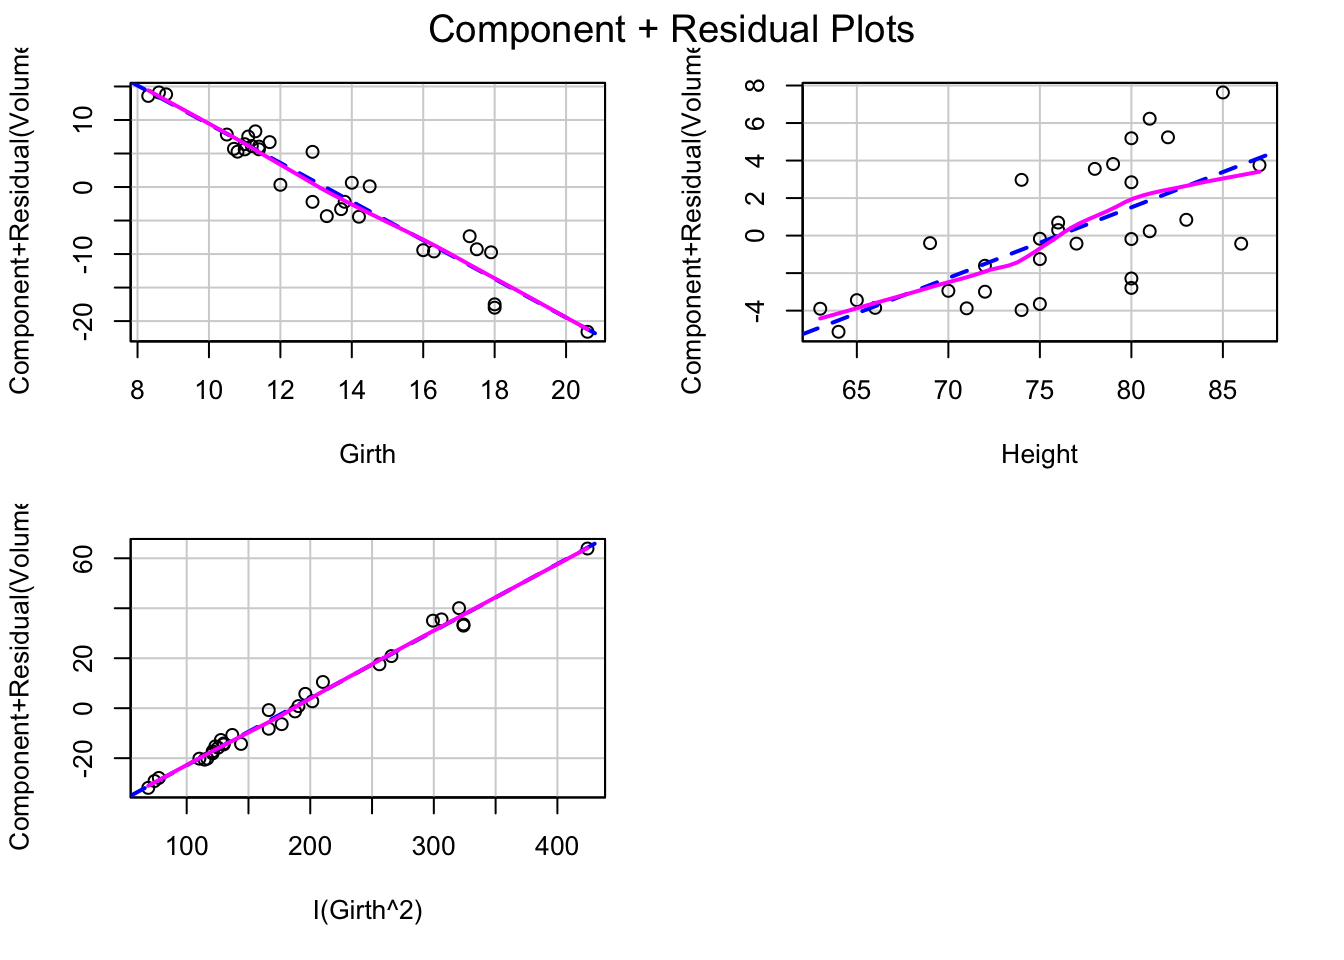 Component + Residual Plots
Component+Residual(Volume
10
0
-10
-20
8 10 12 14 16 18 20
Girth
Component+Residual(Volume
8
6
4
2
0
-4
65 70 75 80 85
Height
Component+Residual(Volume
60
20
0
-20
100 200 300 400
I(Girth^2)